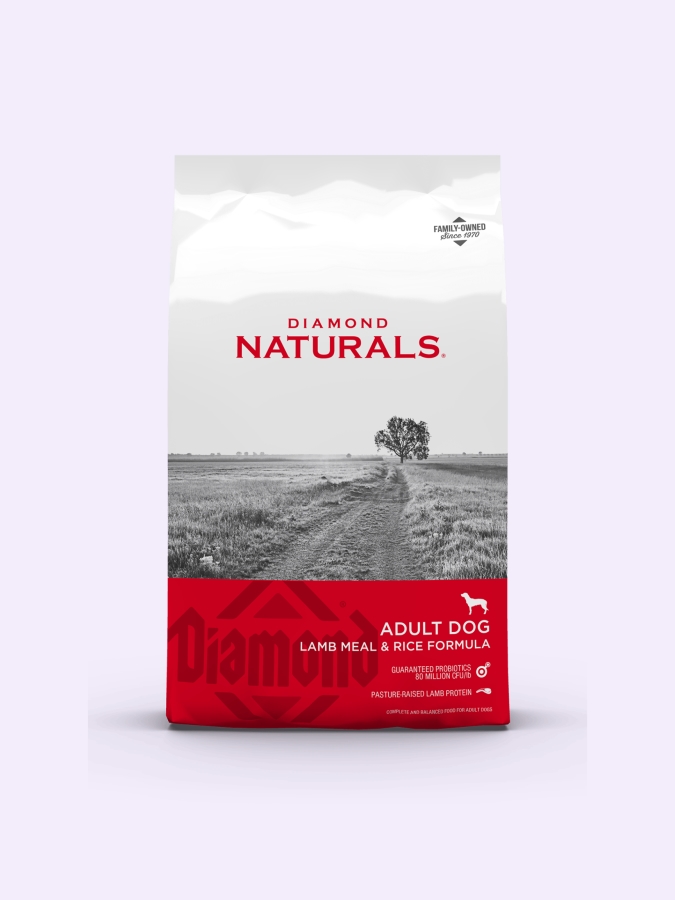 FAMILY-OWNED
Since 1970
DIAMOND
NATURALS®
Diamond
ADULT DOG
LAMB MEAL & RICE FORMULA
GUARANTEED PROBIOTICS
80 MILLION CFU/lb
PASTURE-RAISED LAMB PROTEIN
COMPLETE AND BALANCED FOOD FOR ADULT DOGS